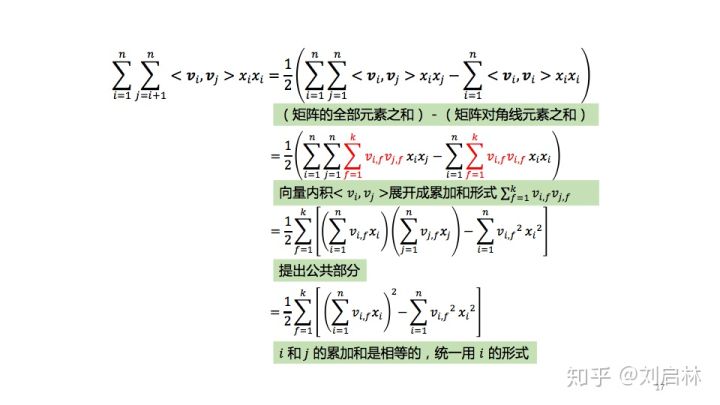 $\sum_{i=1}^{n}\sum_{j=i+1}^{n} <\boldsymbol{v}_i, \boldsymbol{v}_j> x_i x_i = \frac{1}{2}\left(\sum_{i=1}^{n}\sum_{j=1}^{n} <\boldsymbol{v}_i, \boldsymbol{v}_j> x_i x_j - \sum_{i=1}^{n} <\boldsymbol{v}_i, \boldsymbol{v}_i> x_i x_i\right)$
（矩阵的全部元素之和）-（矩阵对角线元素之和）
$= \frac{1}{2}\left(\sum_{i=1}^{n}\sum_{j=1}^{n}\sum_{f=1}^{k} v_{i,f} v_{j,f}\, x_i x_j - \sum_{i=1}^{n}\sum_{f=1}^{k} v_{i,f} v_{i,f}\, x_i x_i\right)$
向量内积$< v_i, v_j >$展开成累加和形式 $\sum_{f=1}^{k} v_{i,f} v_{j,f}$
$= \frac{1}{2}\sum_{f=1}^{k}\left[\left(\sum_{i=1}^{n} v_{i,f} x_i\right)\left(\sum_{j=1}^{n} v_{j,f} x_j\right) - \sum_{i=1}^{n} {v_{i,f}}^2 {x_i}^2\right]$
提出公共部分
$= \frac{1}{2}\sum_{f=1}^{k}\left[\left(\sum_{i=1}^{n} v_{i,f} x_i\right)^2 - \sum_{i=1}^{n} {v_{i,f}}^2 {x_i}^2\right]$
i 和 j 的累加和是相等的，统一用 i 的形式
知乎 @刘启林
17